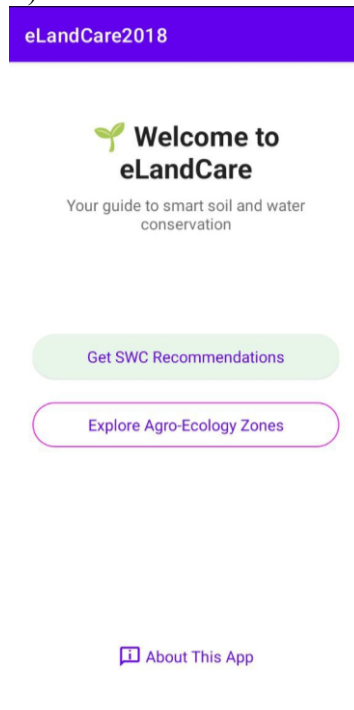 eLandCare2018
🌱 Welcome to
eLandCare
Your guide to smart soil and water
conservation
Get SWC Recommendations
Explore Agro-Ecology Zones
About This App